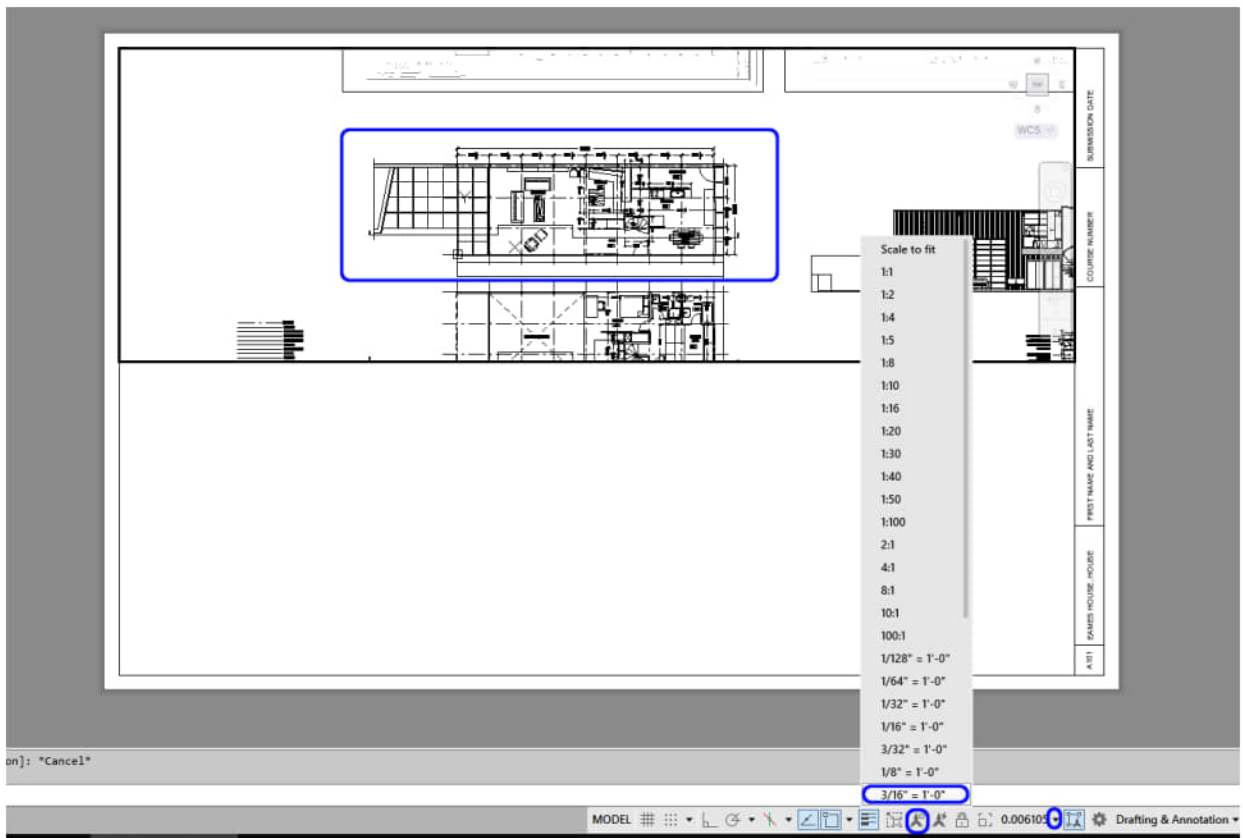 WCS
SUBMISSION DATE
COURSE NUMBER
FIRST NAME AND LAST NAME
EAMES HOUSE, HOUSE
A101
Scale to fit
1:1
1:2
1:4
1:5
1:8
1:10
1:16
1:20
1:30
1:40
1:50
1:100
2:1
4:1
8:1
10:1
100:1
1/128" = 1'-0"
1/64" = 1'-0"
1/32" = 1'-0"
1/16" = 1'-0"
3/32" = 1'-0"
1/8" = 1'-0"
3/16" = 1'-0"
on]: *Cancel*
MODEL 0.006105 Drafting & Annotation